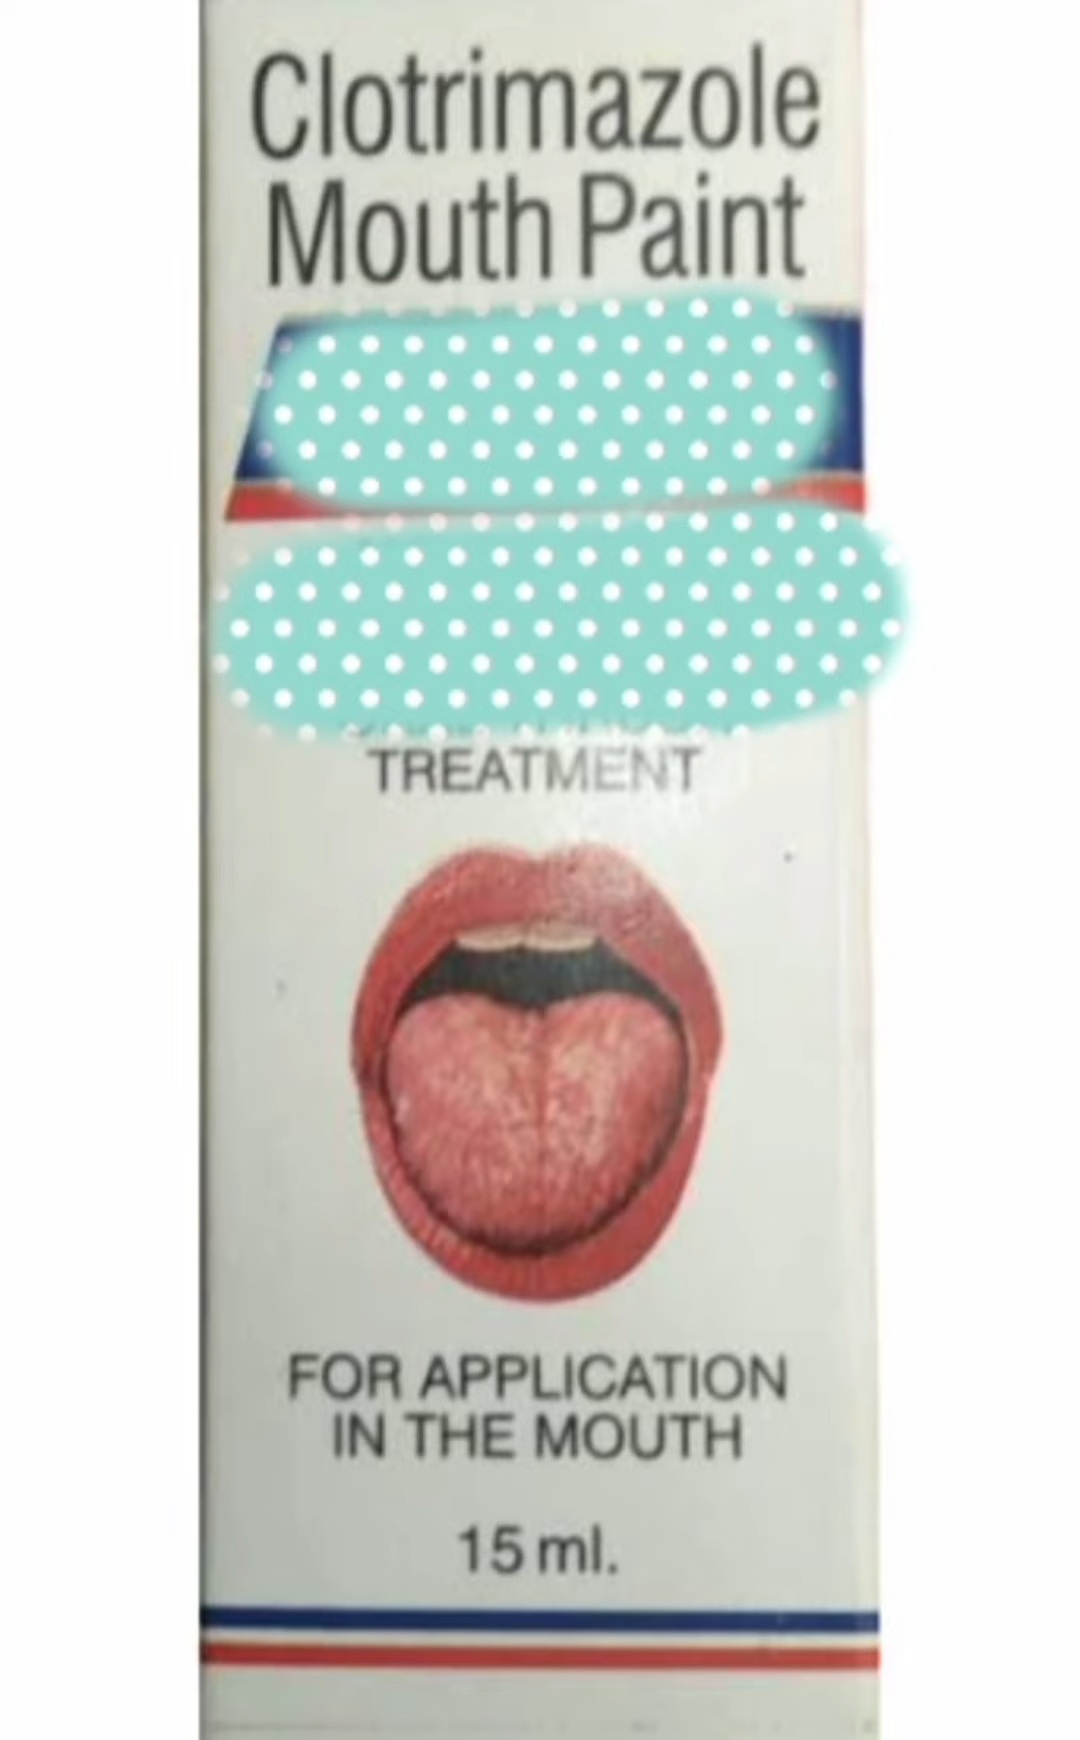 Clotrimazole
Mouth Paint
TREATMENT
FOR APPLICATION
IN THE MOUTH
15 ml.